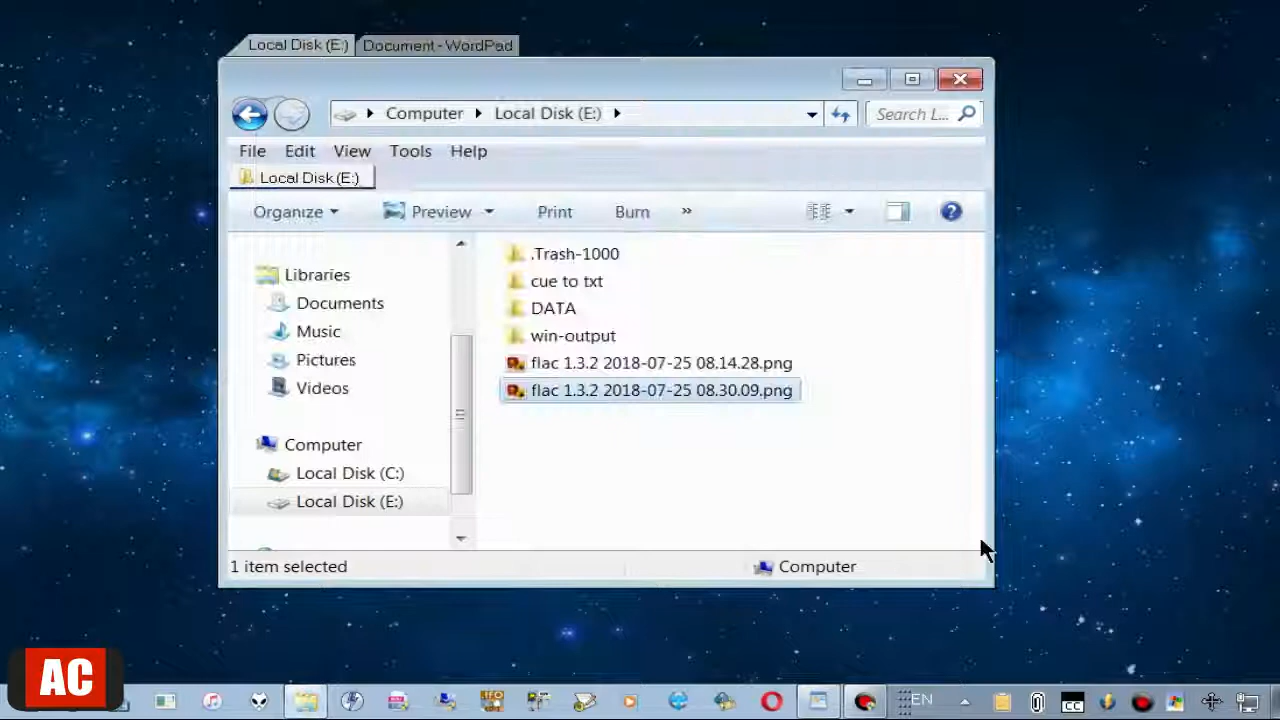 Local Disk (E:)
Document - WordPad
Computer
Local Disk (E:)
Search L...
File Edit View Tools Help
Local Disk (E:)
Organize Preview Print Burn »
Libraries
Documents
Music
Pictures
Videos
Computer
Local Disk (C:)
Local Disk (E:)
.Trash-1000
cue to txt
DATA
win-output
flac 1.3.2 2018-07-25 08.14.28.png
flac 1.3.2 2018-07-25 08.30.09.png
1 item selected
Computer
AC
EN
CC